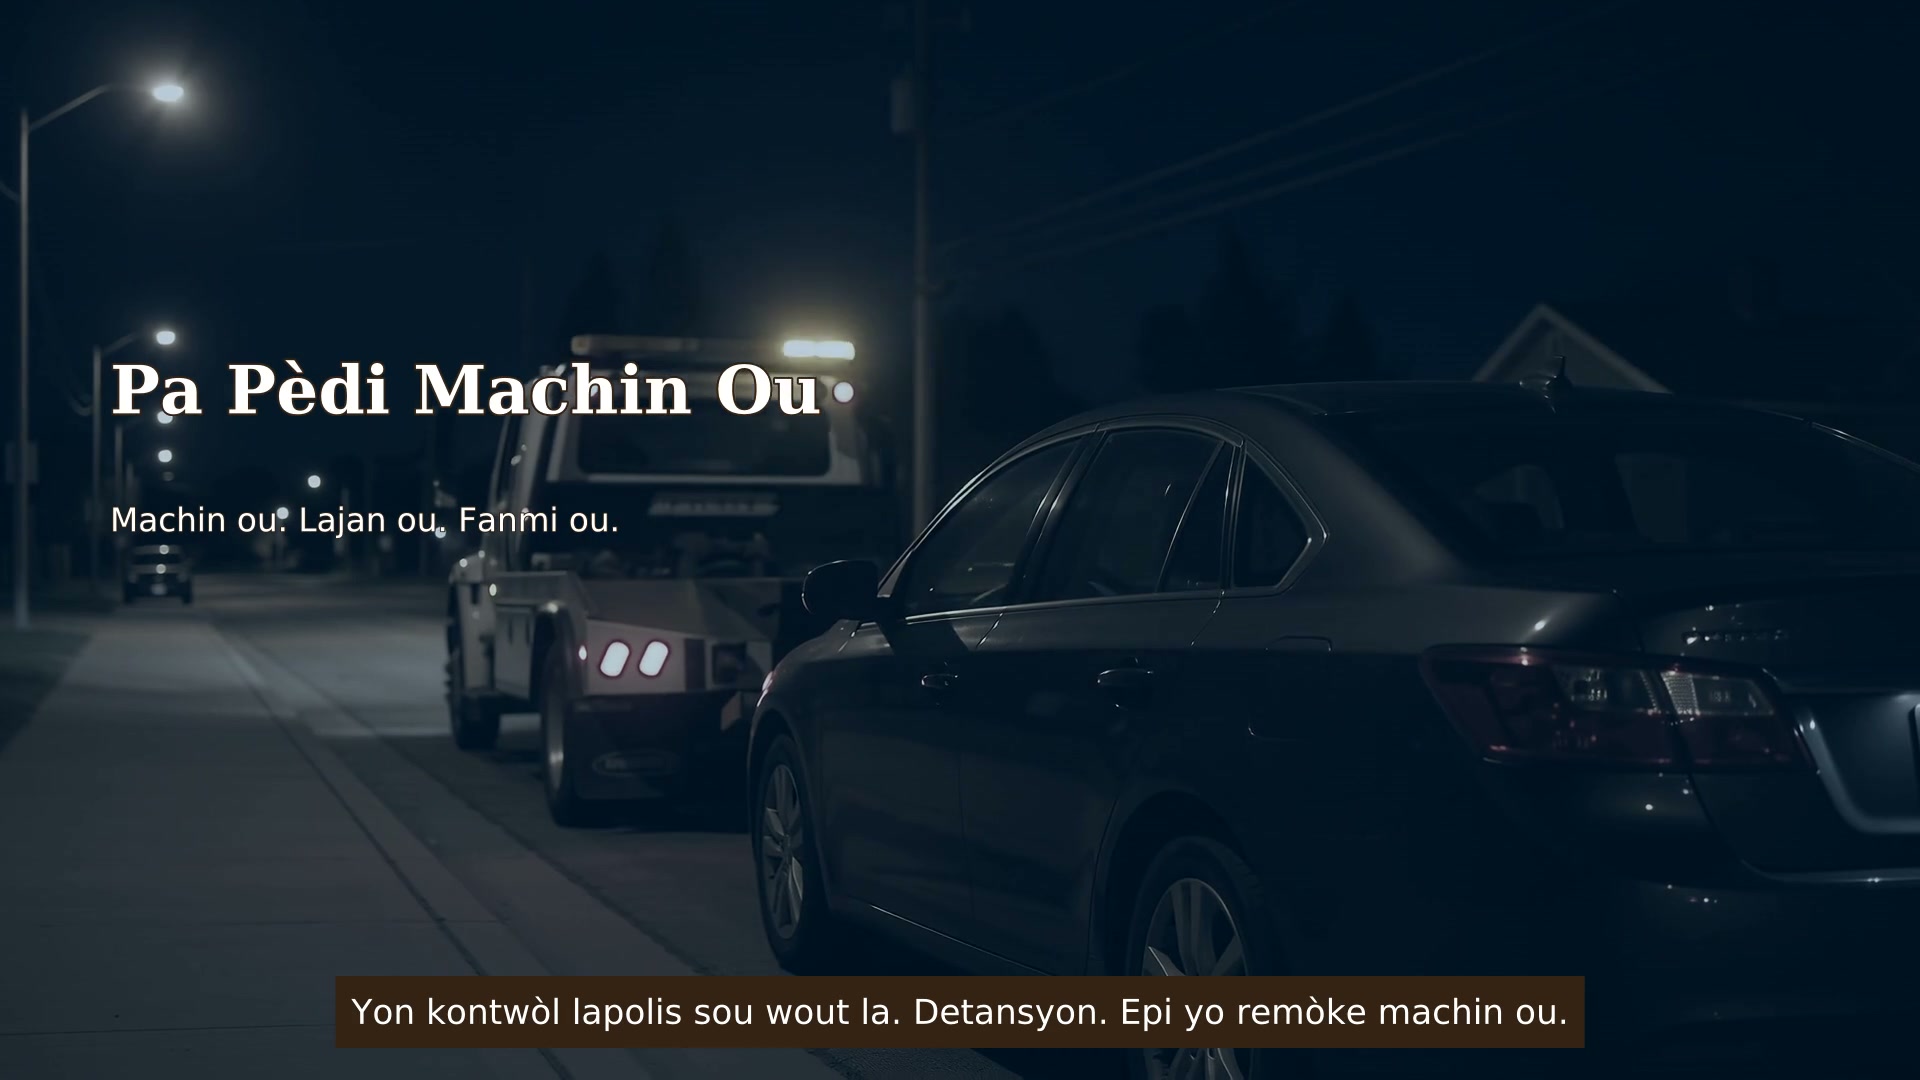 Pa Pèdi Machin Ou
Machin ou. Lajan ou. Fanmi ou.
Yon kontwòl lapolis sou wout la. Detansyon. Epi yo remòke machin ou.